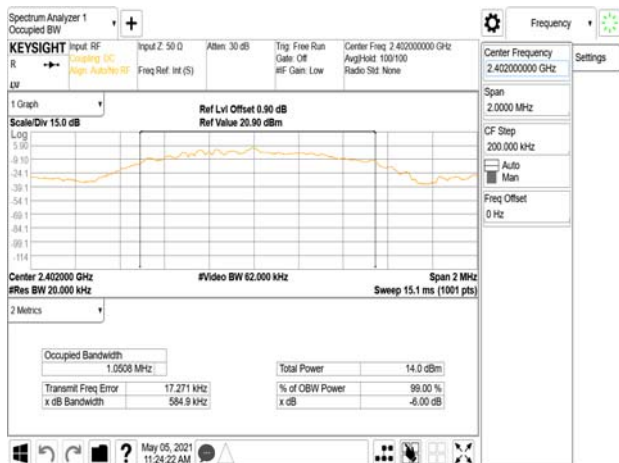 Spectrum Analyzer 1
Occupied BW
+
Frequency
KEYSIGHT
Input: RF
Coupling: DC
Align: Auto/No RF
Input Z: 50 Ω
Freq Ref: Int (S)
Atten: 30 dB
Trig: Free Run
Gate: Off
#IF Gain: Low
Center Freq: 2.402000000 GHz
Avg|Hold: 100/100
Radio Std: None
R
LVI
Center Frequency
2.402000000 GHz
Settings
Span
2.0000 MHz
CF Step
200.000 kHz
Auto
Man
Freq Offset
0 Hz
1 Graph
Scale/Div 15.0 dB
Ref Lvl Offset 0.90 dB
Ref Value 20.90 dBm
Log
5.90
-9.10
-24.1
-39.1
-54.1
-69.1
-84.1
-99.1
-114
Center 2.402000 GHz
#Res BW 20.000 kHz
#Video BW 62.000 kHz
Span 2 MHz
Sweep 15.1 ms (1001 pts)
2 Metrics
Occupied Bandwidth
1.0508 MHz
Total Power 14.0 dBm
Transmit Freq Error 17.271 kHz
% of OBW Power 99.00 %
x dB Bandwidth 584.9 kHz
x dB -6.00 dB
?
May 05, 2021
11:24:22 AM